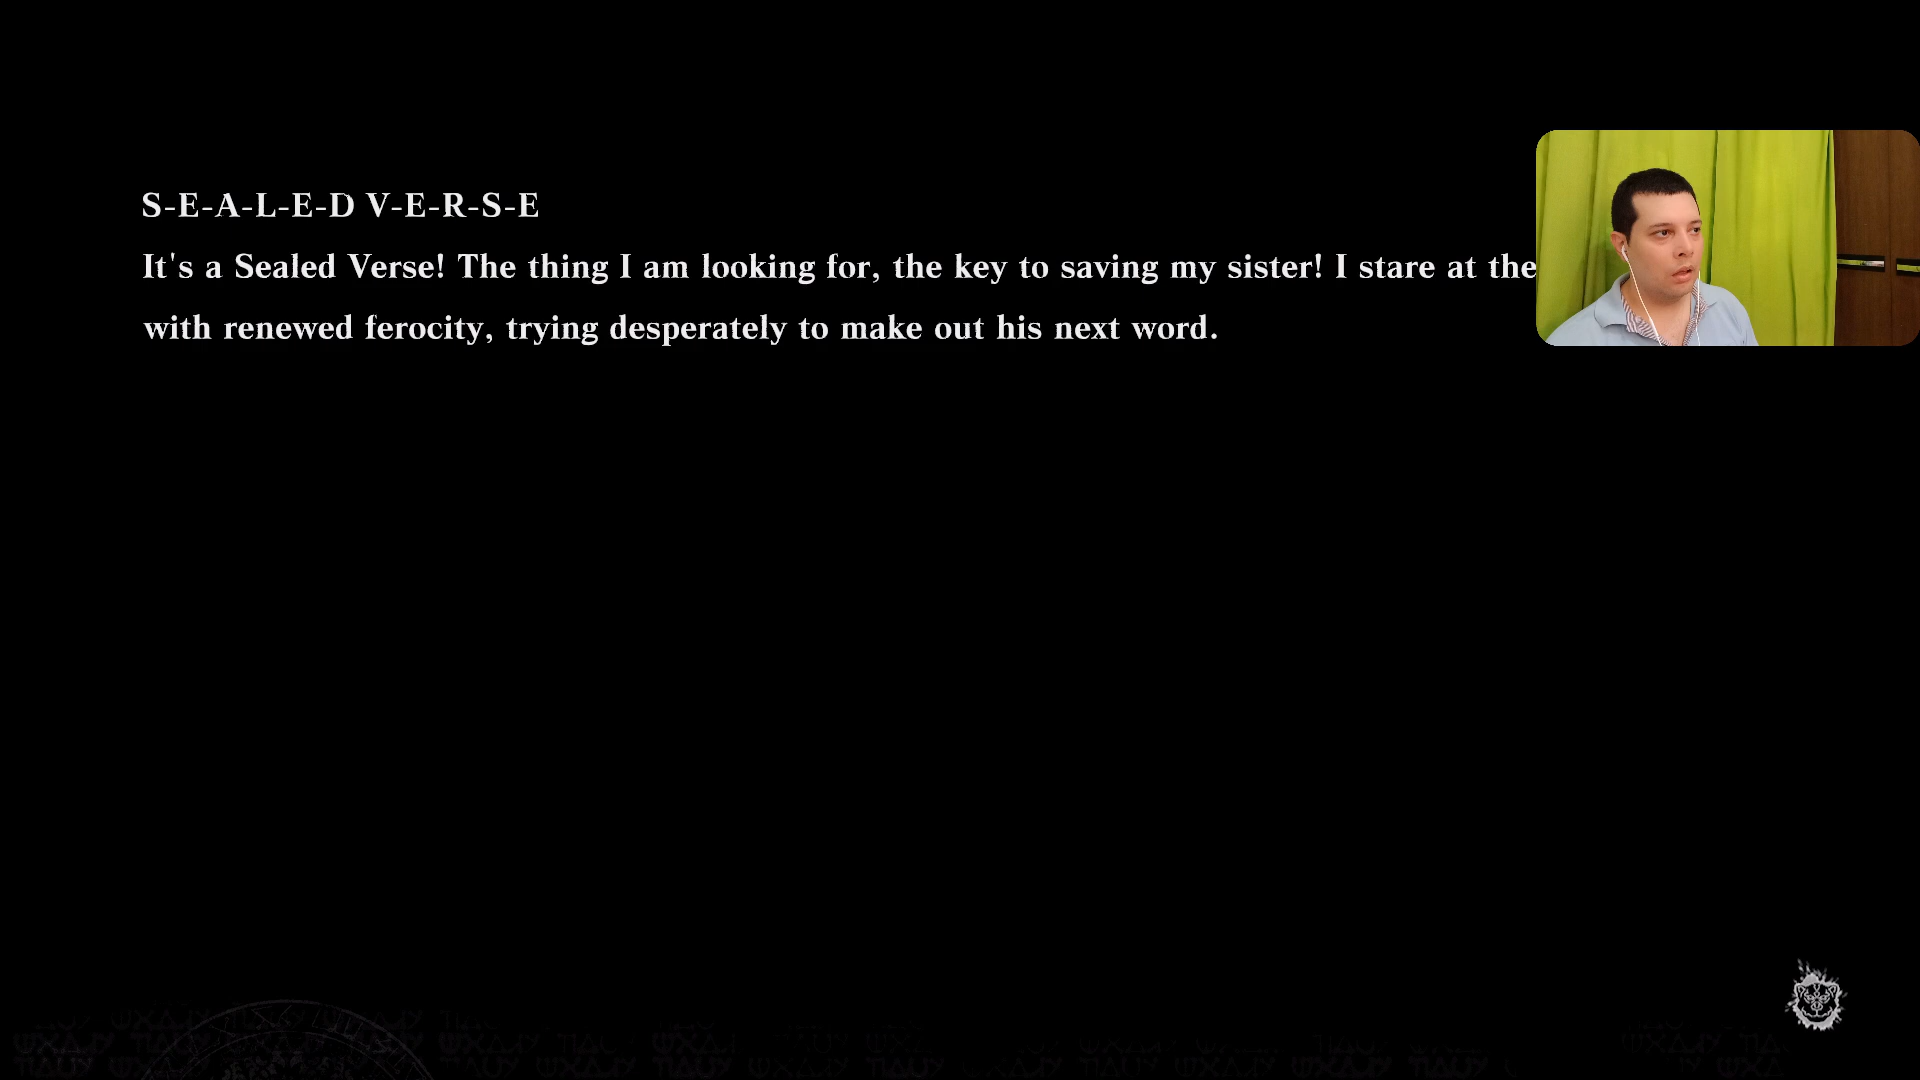 S-E-A-L-E-D V-E-R-S-E
It's a Sealed Verse! The thing I am looking for, the key to saving my sister! I stare at the
with renewed ferocity, trying desperately to make out his next word.